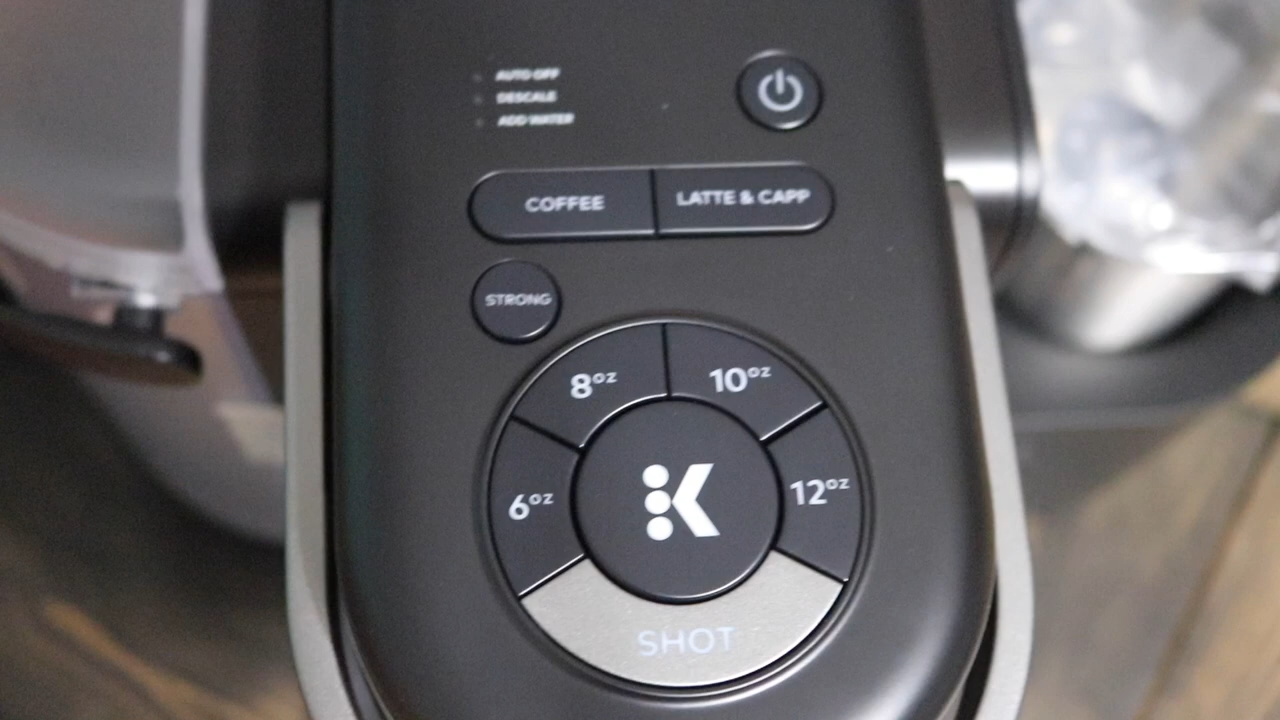 AUTO OFF
DESCALE
ADD WATER
COFFEE
LATTE & CAPP
STRONG
8oz
10oz
6oz
K
12oz
SHOT